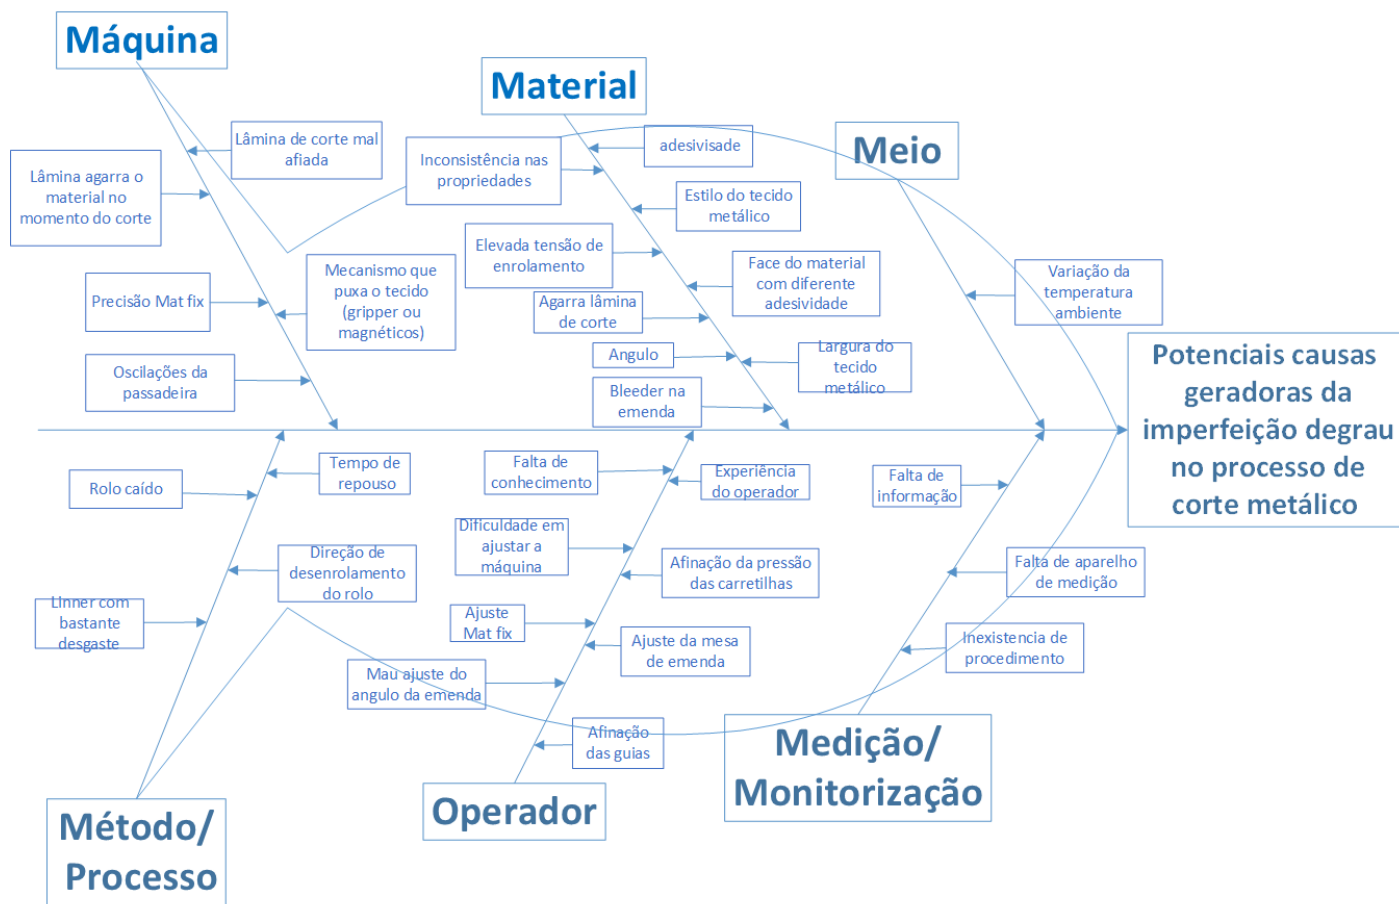 Máquina
Material
Meio
Lâmina de corte mal
afiada
Lâmina agarra o
material no
momento do corte
Precisão Mat fix
Mecanismo que
puxa o tecido
(gripper ou
magnéticos)
Oscilações da
passadeira
Inconsistência nas
propriedades
adesivisade
Estilo do tecido
metálico
Elevada tensão de
enrolamento
Face do material
com diferente
adesividade
Agarra lâmina
de corte
Angulo
Largura do
tecido
metálico
Bleeder na
emenda
Variação da
temperatura
ambiente
Potenciais causas
geradoras da
imperfeição degrau
no processo de
corte metálico
Tempo de
repouso
Rolo caído
Direção de
desenrolamento
do rolo
Linner com
bastante
desgaste
Falta de
conhecimento
Experiência
do operador
Dificuldade em
ajustar a
máquina
Afinação da pressão
das carretilhas
Ajuste
Mat fix
Ajuste da mesa
de emenda
Mau ajuste do
angulo da emenda
Afinação
das guias
Falta de
informação
Falta de aparelho
de medição
Inexistencia de
procedimento
Método/
Processo
Operador
Medição/
Monitorização